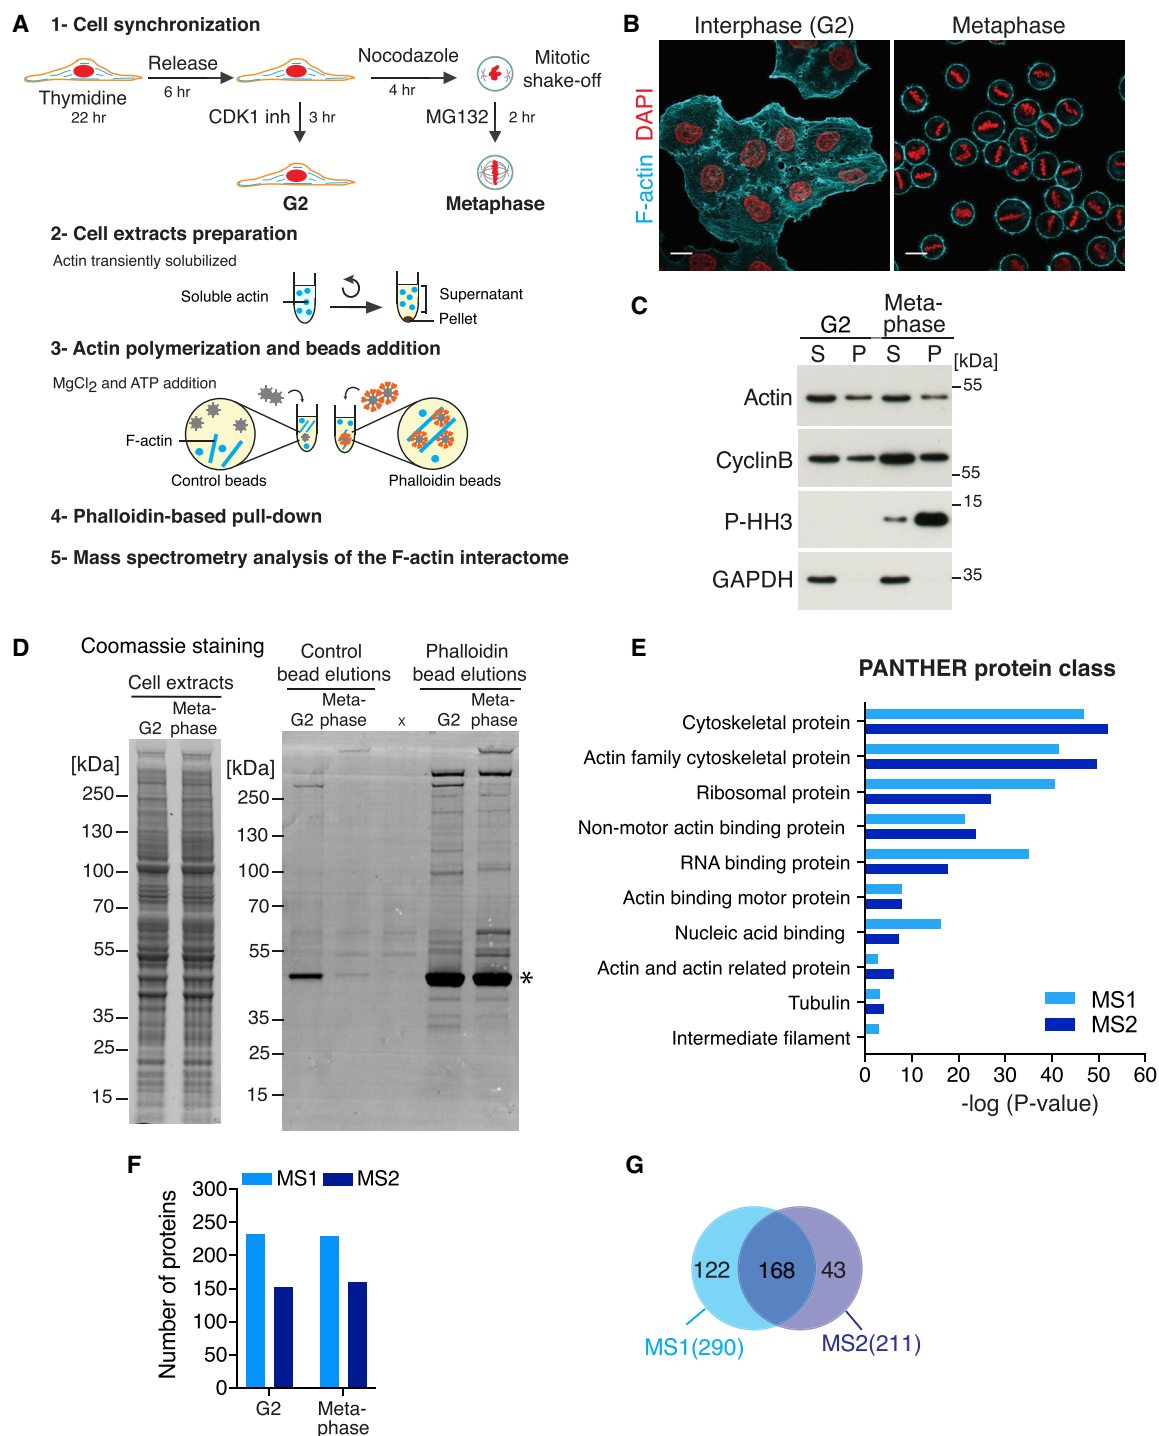 A
1- Cell synchronization
Release
6 hr
Nocodazole
4 hr
Mitotic
shake-off
Thymidine
22 hr
CDK1 inh
3 hr
MG132
2 hr
G2
Metaphase
2- Cell extracts preparation
Actin transiently solubilized
Soluble actin
Supernatant
Pellet
3- Actin polymerization and beads addition
MgCl2 and ATP addition
F-actin
Control beads
Phalloidin beads
4- Phalloidin-based pull-down
5- Mass spectrometry analysis of the F-actin interactome
B
Interphase (G2)
Metaphase
F-actin DAPI
C
G2
Meta-
phase
S P S P
[kDa]
Actin
55
CyclinB
55
P-HH3
15
GAPDH
35
D
Coomassie staining
Cell extracts
G2
Meta-
phase
[kDa]
250
130
100
70
55
35
25
15
Control
bead elutions
Phalloidin
bead elutions
G2
Meta-
phase
x
G2
Meta-
phase
[kDa]
250
130
100
70
55
35
25
15
*
E
PANTHER protein class
Cytoskeletal protein
Actin family cytoskeletal protein
Ribosomal protein
Non-motor actin binding protein
RNA binding protein
Actin binding motor protein
Nucleic acid binding
Actin and actin related protein
Tubulin
Intermediate filament
MS1
MS2
0 10 20 30 40 50 60
-log (P-value)
F
MS1 MS2
Number of proteins
300
250
200
150
100
50
0
G2
Meta-
phase
G
122 168 43
MS1(290)
MS2(211)